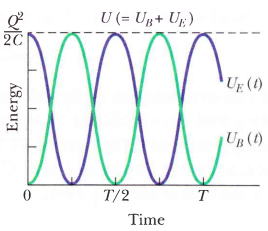 Q²/2C
U (= U_B + U_E)
Energy
U_E(t)
U_B(t)
0
T/2
T
Time